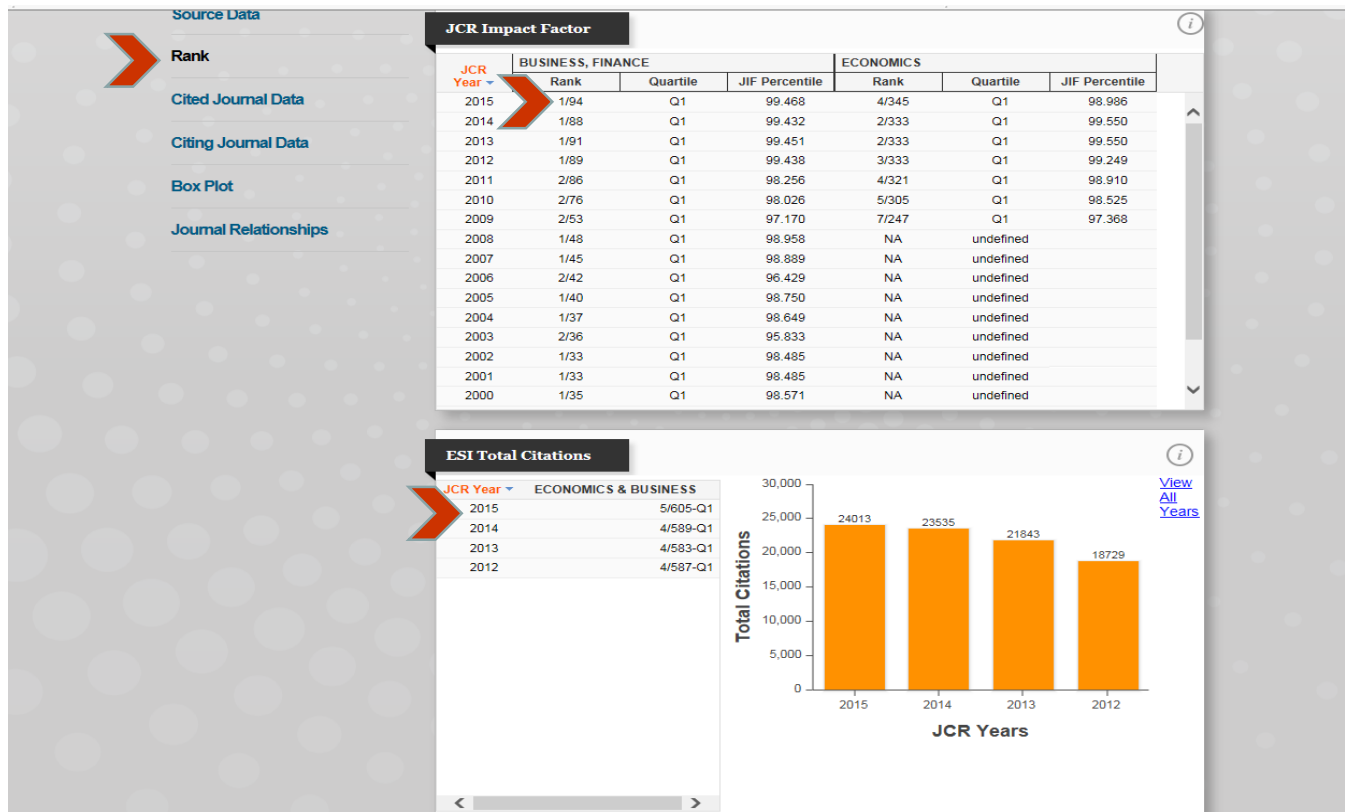 Source Data
Rank
Cited Journal Data
Citing Journal Data
Box Plot
Journal Relationships
JCR Impact Factor
JCR Year BUSINESS, FINANCE ECONOMICS
Rank Quartile JIF Percentile Rank Quartile JIF Percentile
2015 1/94 Q1 99.468 4/345 Q1 98.986
2014 1/88 Q1 99.432 2/333 Q1 99.550
2013 1/91 Q1 99.451 2/333 Q1 99.550
2012 1/89 Q1 99.438 3/333 Q1 99.249
2011 2/86 Q1 98.256 4/321 Q1 98.910
2010 2/76 Q1 98.026 5/305 Q1 98.525
2009 2/53 Q1 97.170 7/247 Q1 97.368
2008 1/48 Q1 98.958 NA undefined
2007 1/45 Q1 98.889 NA undefined
2006 2/42 Q1 96.429 NA undefined
2005 1/40 Q1 98.750 NA undefined
2004 1/37 Q1 98.649 NA undefined
2003 2/36 Q1 95.833 NA undefined
2002 1/33 Q1 98.485 NA undefined
2001 1/33 Q1 98.485 NA undefined
2000 1/35 Q1 98.571 NA undefined
ESI Total Citations
JCR Year ECONOMICS & BUSINESS
2015 5/605-Q1
2014 4/589-Q1
2013 4/583-Q1
2012 4/587-Q1
View
All
Years
Total Citations
30,000
25,000
20,000
15,000
10,000
5,000
0
24013 23535 21843 18729
2015 2014 2013 2012
JCR Years